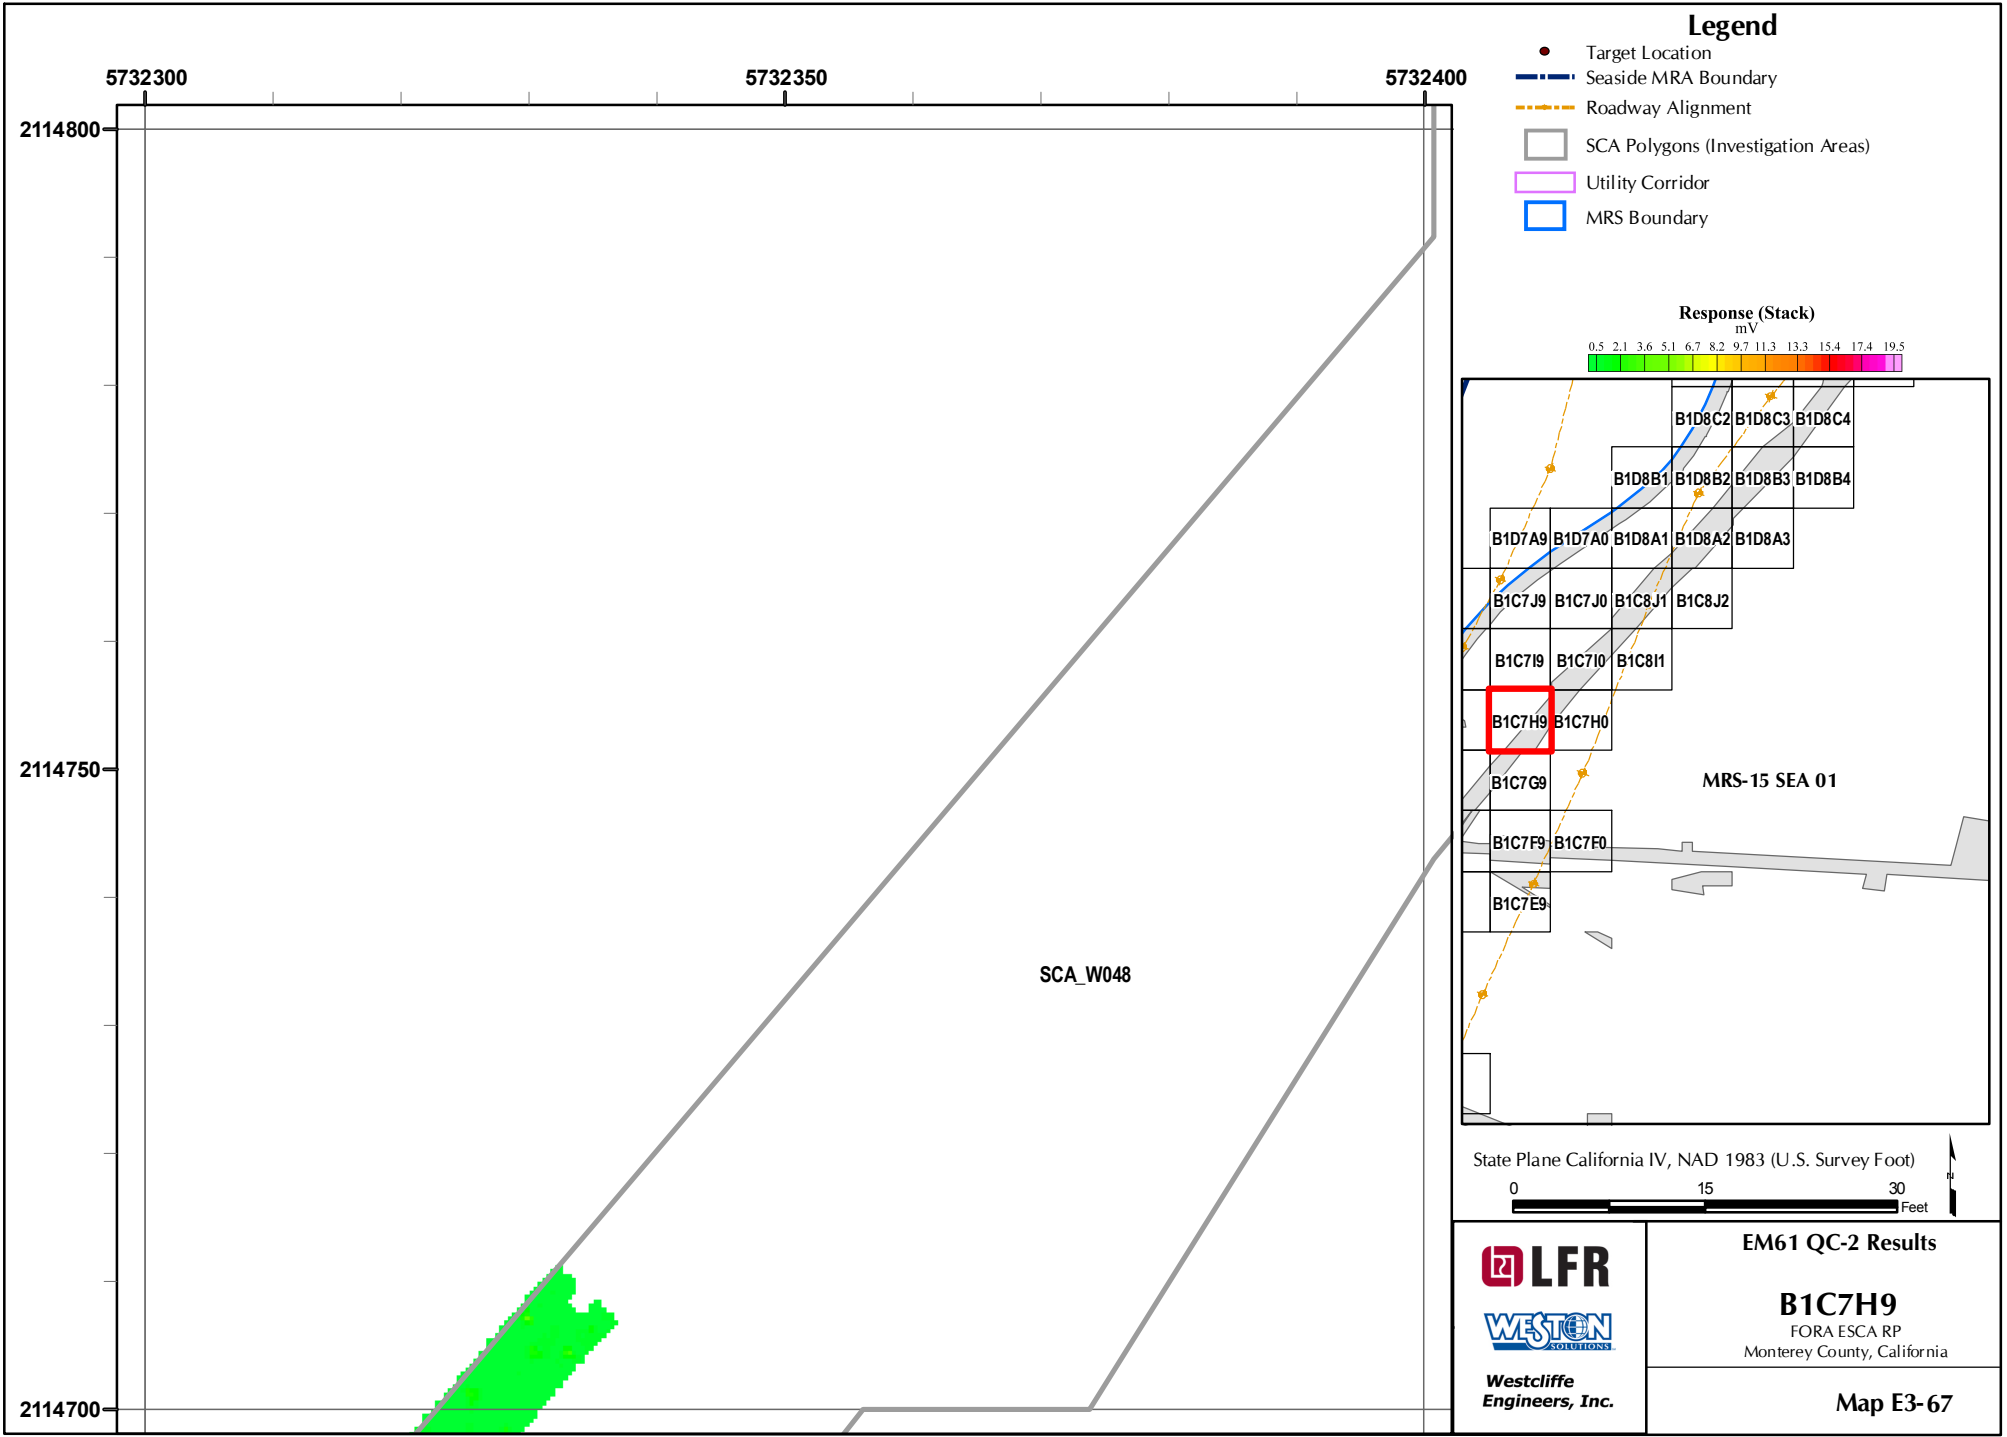 Legend
Target Location
Seaside MRA Boundary
Roadway Alignment
SCA Polygons (Investigation Areas)
Utility Corridor
MRS Boundary
5732300 5732350 5732400
2114800
2114750
2114700
SCA_W048
Response (Stack)
mV
0.5 2.1 3.6 5.1 6.7 8.2 9.7 11.3 13.3 15.4 17.4 19.5
B1D8C2 B1D8C3 B1D8C4
B1D8B1 B1D8B2 B1D8B3 B1D8B4
B1D7A9 B1D7A0 B1D8A1 B1D8A2 B1D8A3
B1C7J9 B1C7J0 B1C8J1 B1C8J2
B1C7I9 B1C7I0 B1C8I1
B1C7H9 B1C7H0
B1C7G9
MRS-15 SEA 01
B1C7F9 B1C7F0
B1C7E9
State Plane California IV, NAD 1983 (U.S. Survey Foot)
0 15 30
Feet
N
LFR
WESTON
SOLUTIONS
Westcliffe
Engineers, Inc.
EM61 QC-2 Results
B1C7H9
FORA ESCA RP
Monterey County, California
Map E3-67